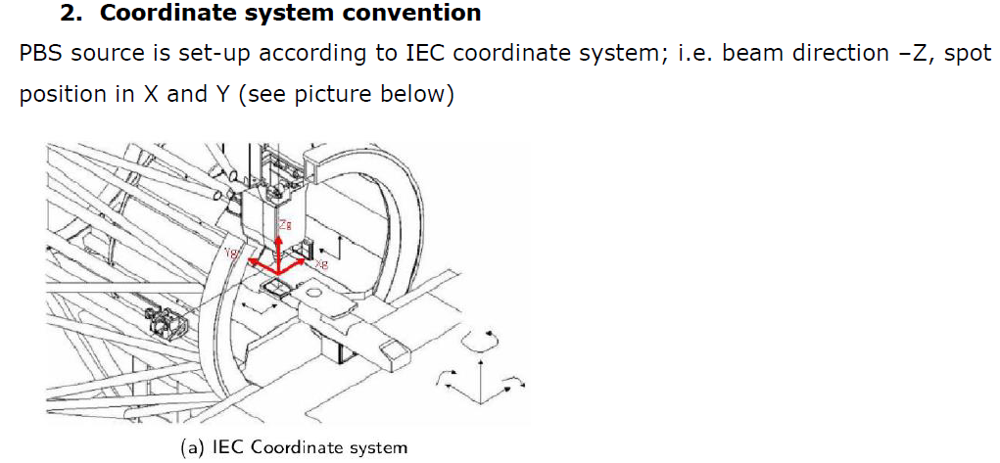 2. Coordinate system convention
PBS source is set-up according to IEC coordinate system; i.e. beam direction –Z, spot
position in X and Y (see picture below)
Zg
Yg
Xg
(a) IEC Coordinate system